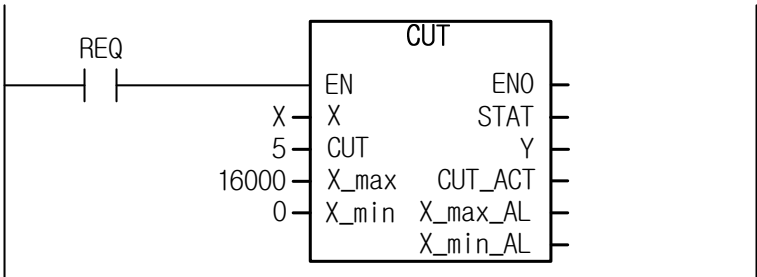 CUT
REQ
EN ENO
X X STAT
5 CUT Y
16000 X_max CUT_ACT
0 X_min X_max_AL
X_min_AL